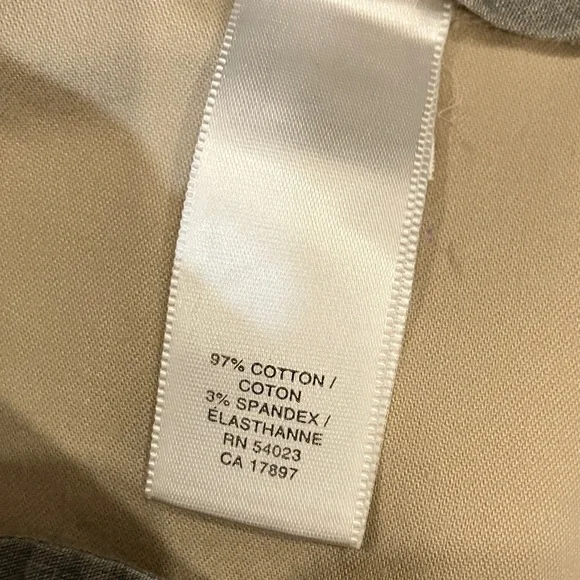 97% COTTON /
COTON
3% SPANDEX /
ÉLASTHANNE
RN 54023
CA 17897